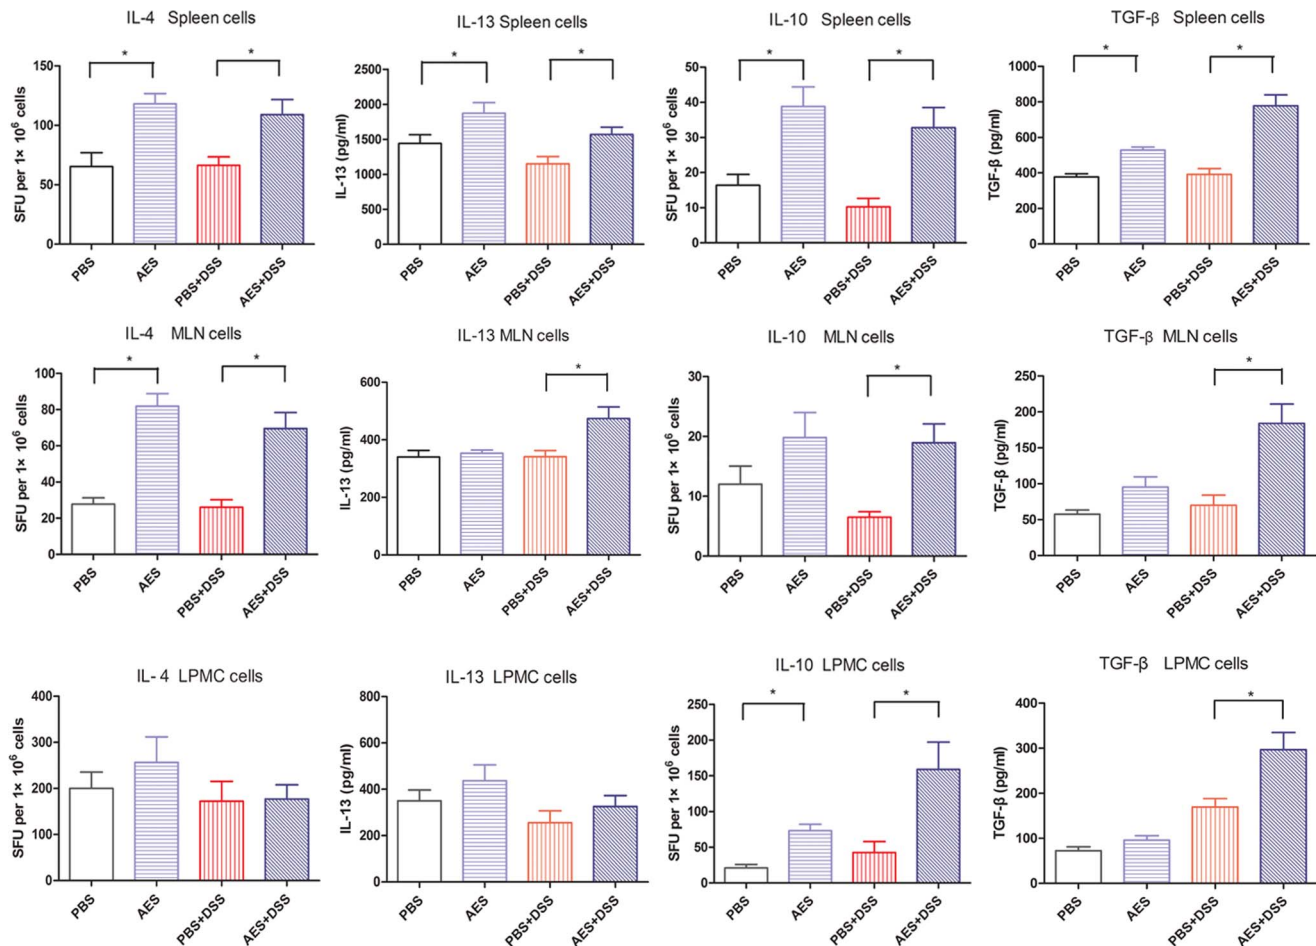 IL-4 Spleen cells
*
*
SFU per 1× 10⁶ cells
150
100
50
0
PBS
AES
PBS+DSS
AES+DSS
IL-13 Spleen cells
*
*
IL-13 (pg/ml)
2500
2000
1500
1000
500
0
PBS
AES
PBS+DSS
AES+DSS
IL-10 Spleen cells
*
*
SFU per 1× 10⁶ cells
50
40
30
20
10
0
PBS
AES
PBS+DSS
AES+DSS
TGF-β Spleen cells
*
*
TGF-β (pg/ml)
1000
800
600
400
200
0
PBS
AES
PBS+DSS
AES+DSS
IL-4 MLN cells
*
*
SFU per 1× 10⁶ cells
100
80
60
40
20
0
PBS
AES
PBS+DSS
AES+DSS
IL-13 MLN cells
*
IL-13 (pg/ml)
600
400
200
0
PBS
AES
PBS+DSS
AES+DSS
IL-10 MLN cells
*
SFU per 1× 10⁶ cells
30
20
10
0
PBS
AES
PBS+DSS
AES+DSS
TGF-β MLN cells
*
TGF-β (pg/ml)
250
200
150
100
50
0
PBS
AES
PBS+DSS
AES+DSS
IL- 4 LPMC cells
SFU per 1× 10⁶ cells
400
300
200
100
0
PBS
AES
PBS+DSS
AES+DSS
IL-13 LPMC cells
IL-13 (pg/ml)
800
600
400
200
0
PBS
AES
PBS+DSS
AES+DSS
IL-10 LPMC cells
*
*
SFU per 1× 10⁶ cells
250
200
150
100
50
0
PBS
AES
PBS+DSS
AES+DSS
TGF-β LPMC cells
*
TGF-β (pg/ml)
400
300
200
100
0
PBS
AES
PBS+DSS
AES+DSS